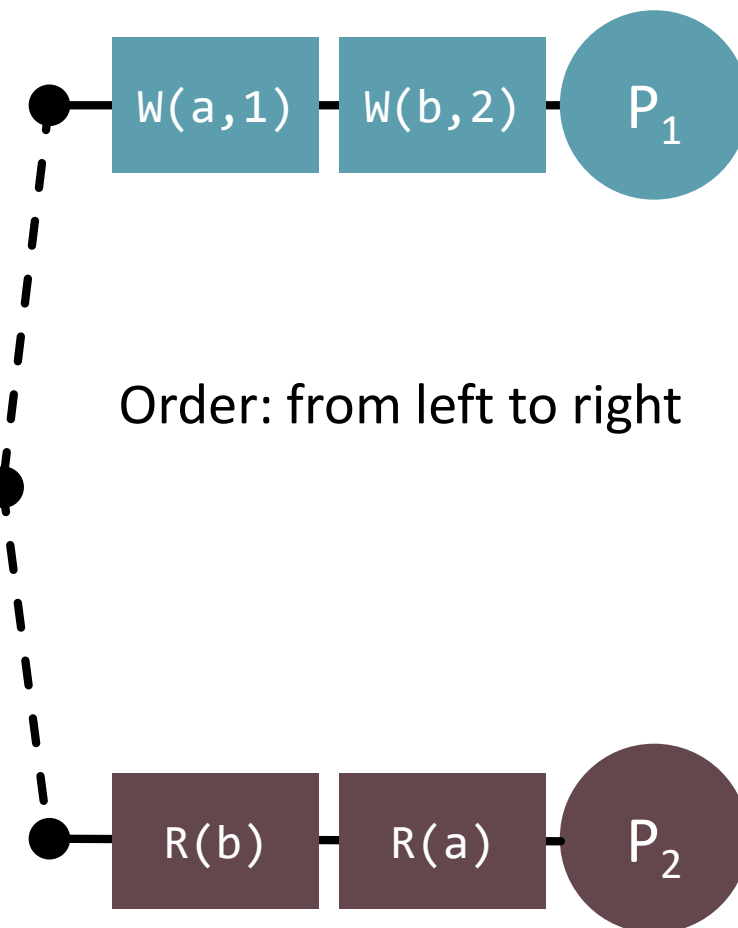 W(a,1) W(b,2) P₁
Order: from left to right
R(b) R(a) P₂